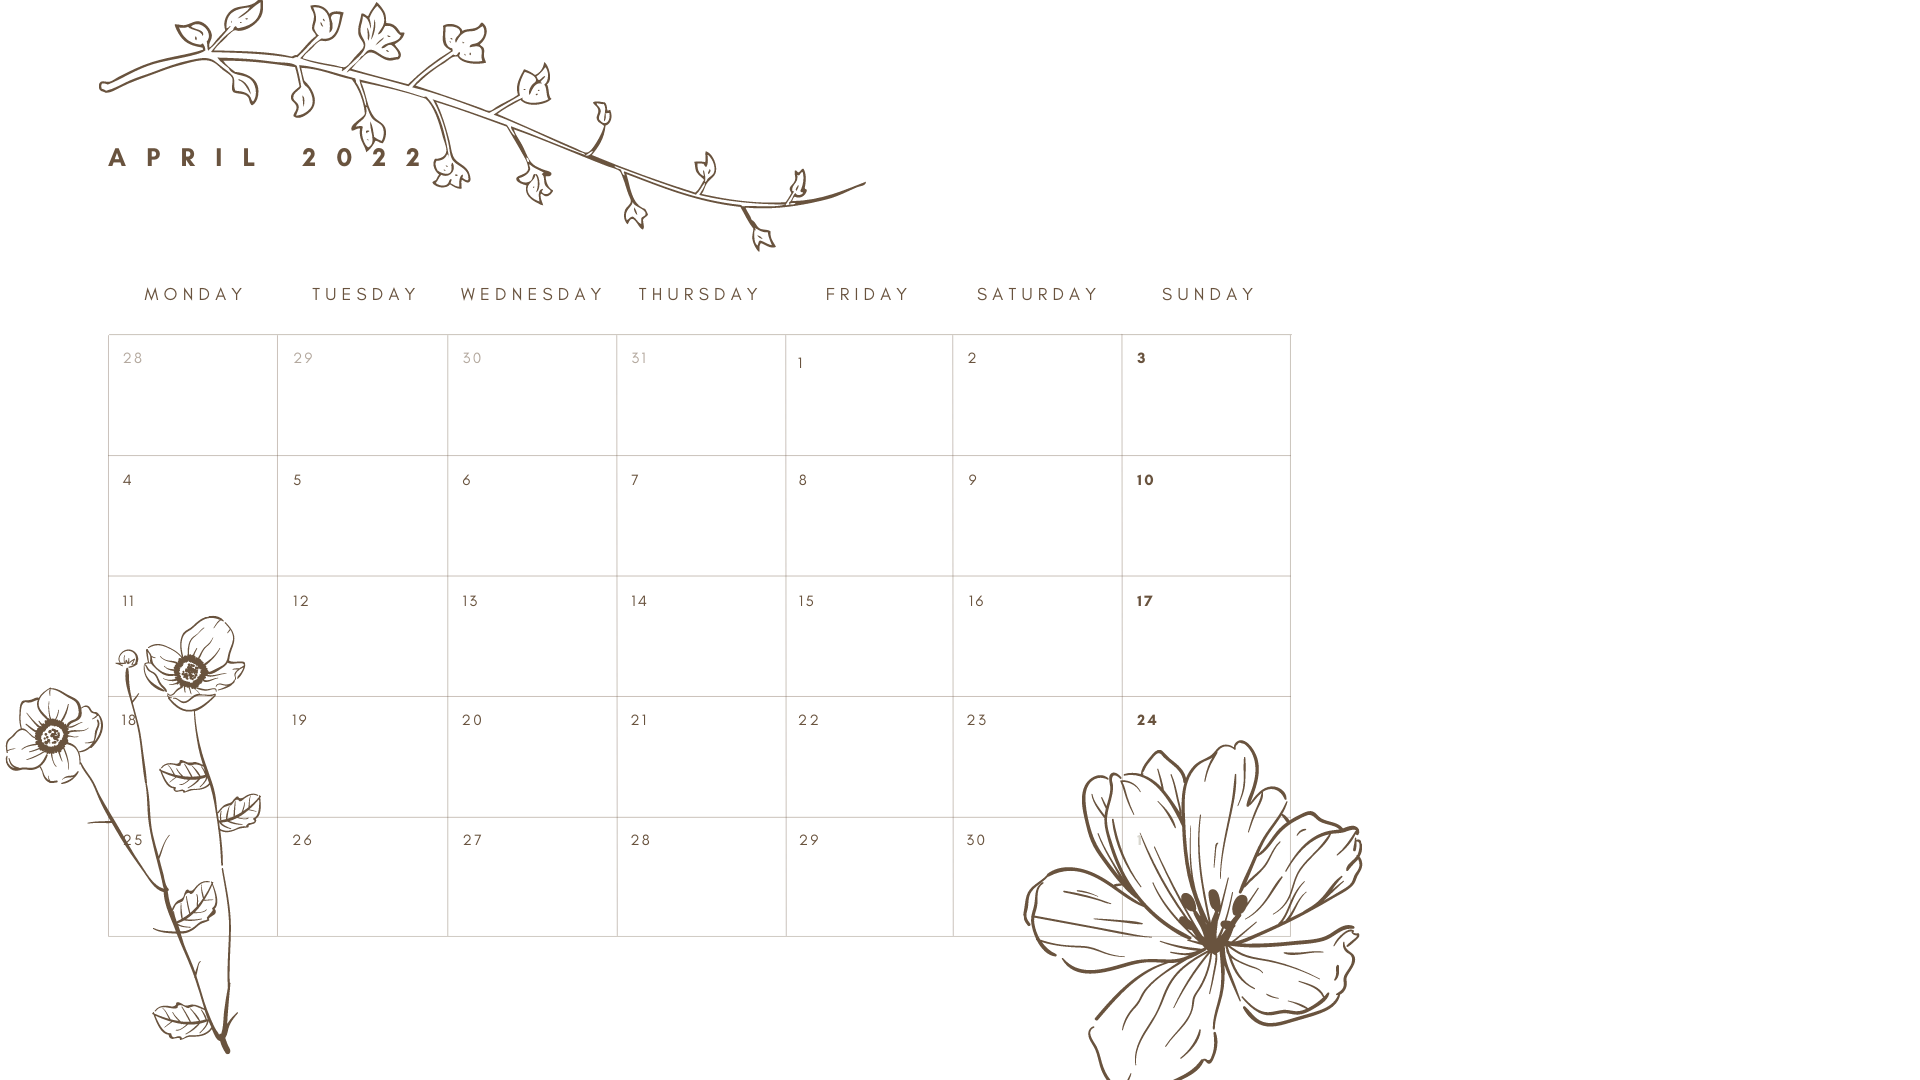 APRIL 2022
MONDAY TUESDAY WEDNESDAY THURSDAY FRIDAY SATURDAY SUNDAY
28 29 30 31 1 2 3
4 5 6 7 8 9 10
11 12 13 14 15 16 17
18 19 20 21 22 23 24
25 26 27 28 29 30 1